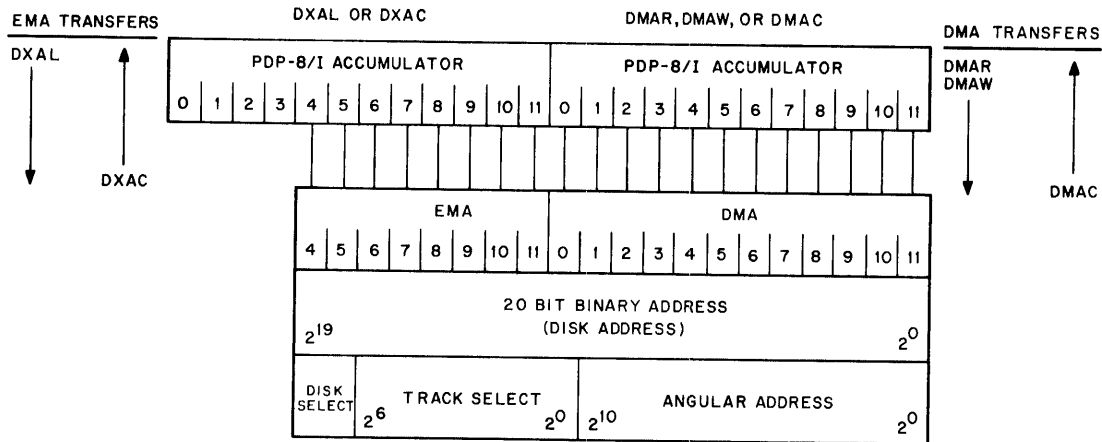 EMA TRANSFERS
DXAL OR DXAC
DMAR, DMAW, OR DMAC
DMA TRANSFERS
DXAL
PDP-8/I ACCUMULATOR
PDP-8/I ACCUMULATOR
DMAR
DMAW
0 1 2 3 4 5 6 7 8 9 10 11 0 1 2 3 4 5 6 7 8 9 10 11
DXAC
DMAC
EMA
DMA
4 5 6 7 8 9 10 11 0 1 2 3 4 5 6 7 8 9 10 11
20 BIT BINARY ADDRESS
(DISK ADDRESS)
2^19 2^0
DISK
SELECT
2^6 TRACK SELECT 2^0
2^10 ANGULAR ADDRESS 2^0